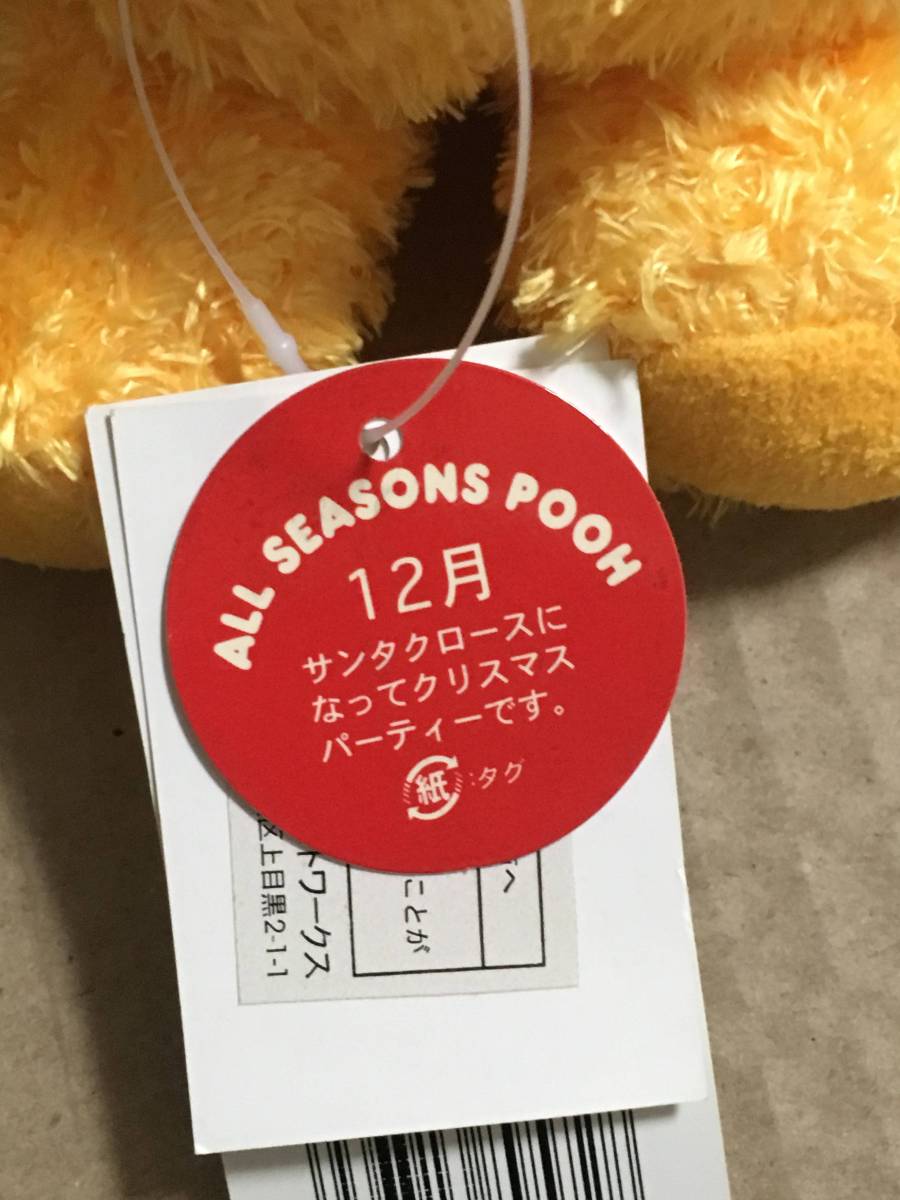 ALL SEASONS POOH
12月
サンタクロースに
なってクリスマス
パーティーです。
紙:タグ
へ
ことが
トワークス
区上目黒2-1-1